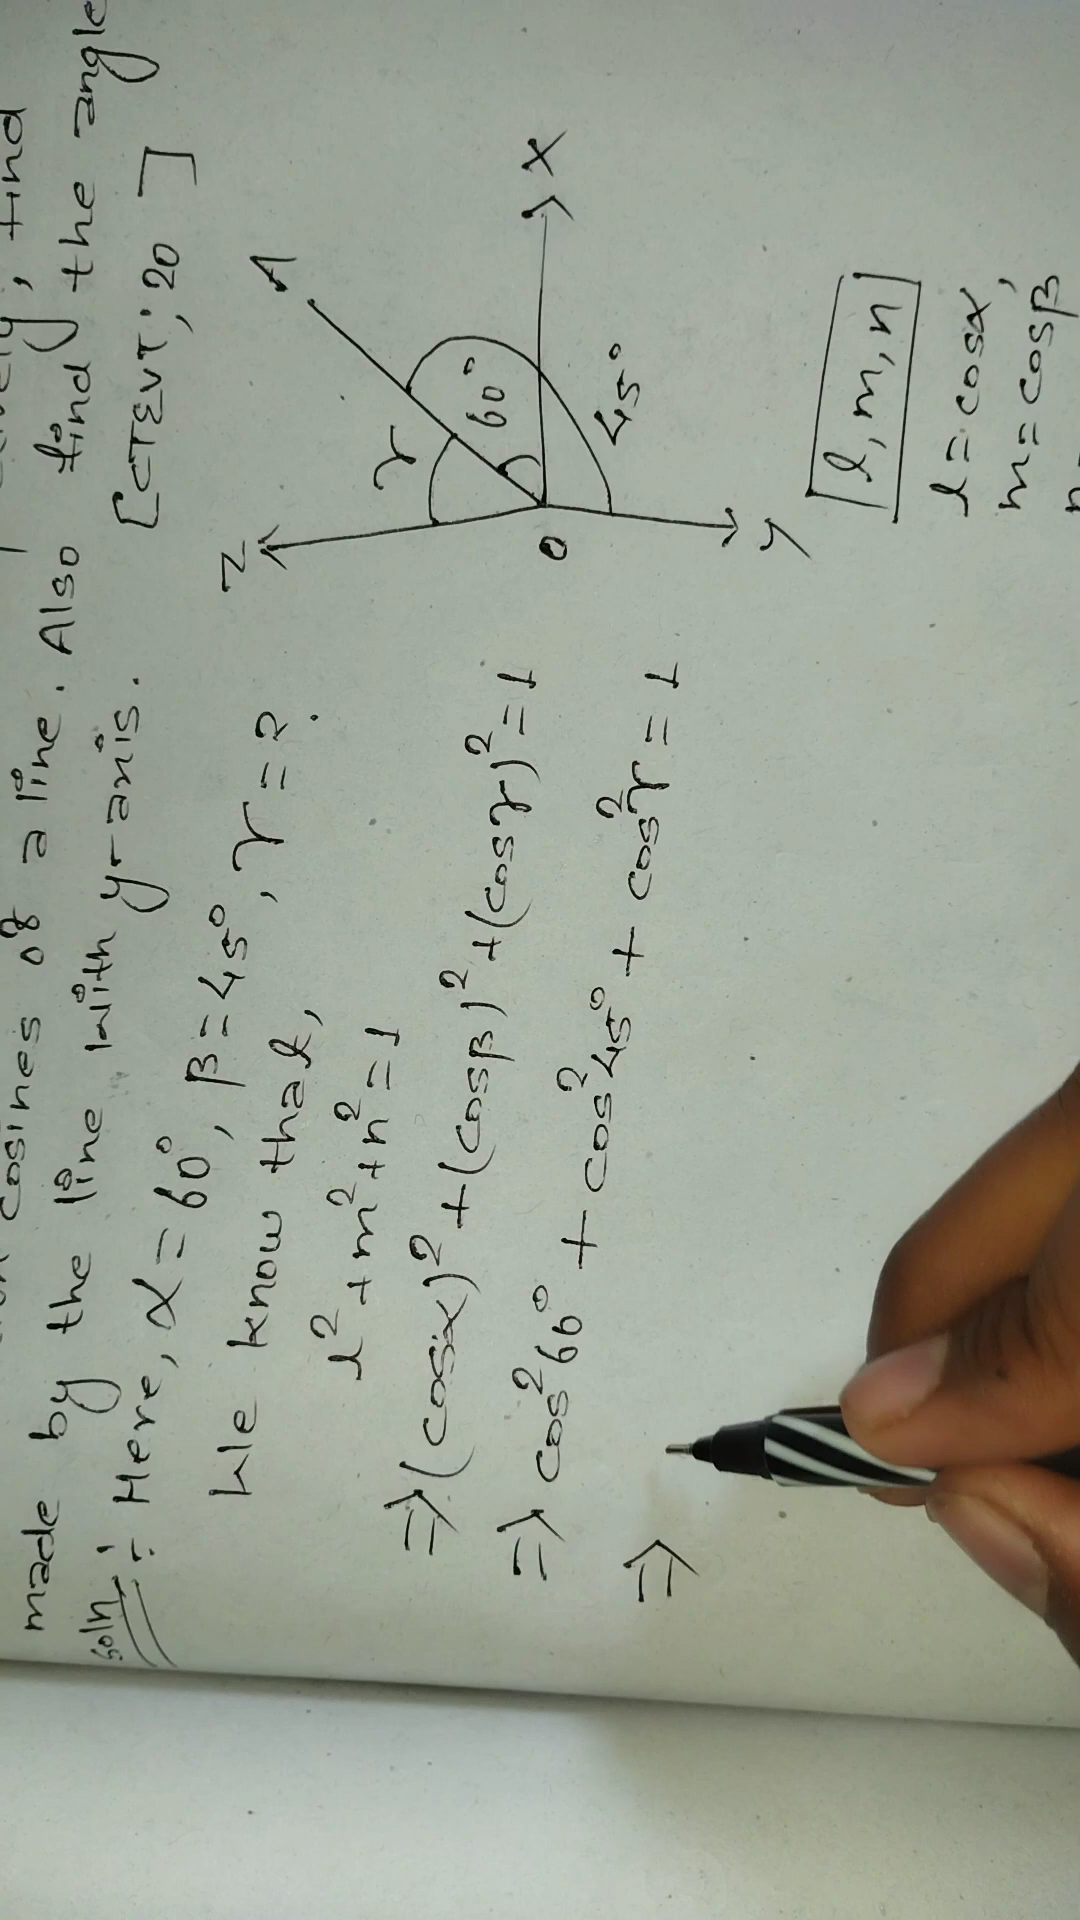 find
cosines of a line. Also find the angle
made by the line with y-axis. [CTEVT; 20 ]
soln: Here, α = 60°, β = 45°, γ = ?
We know that,
l² + m² + n² = 1
⇒ (cosα)² + (cosβ)² + (cosγ)² = 1
⇒ cos²60° + cos²45° + cos²γ = 1
⇒
Z
A
γ
60°
X
O
45°
Y
[l, m, n]
l = cosα,
m = cosβ